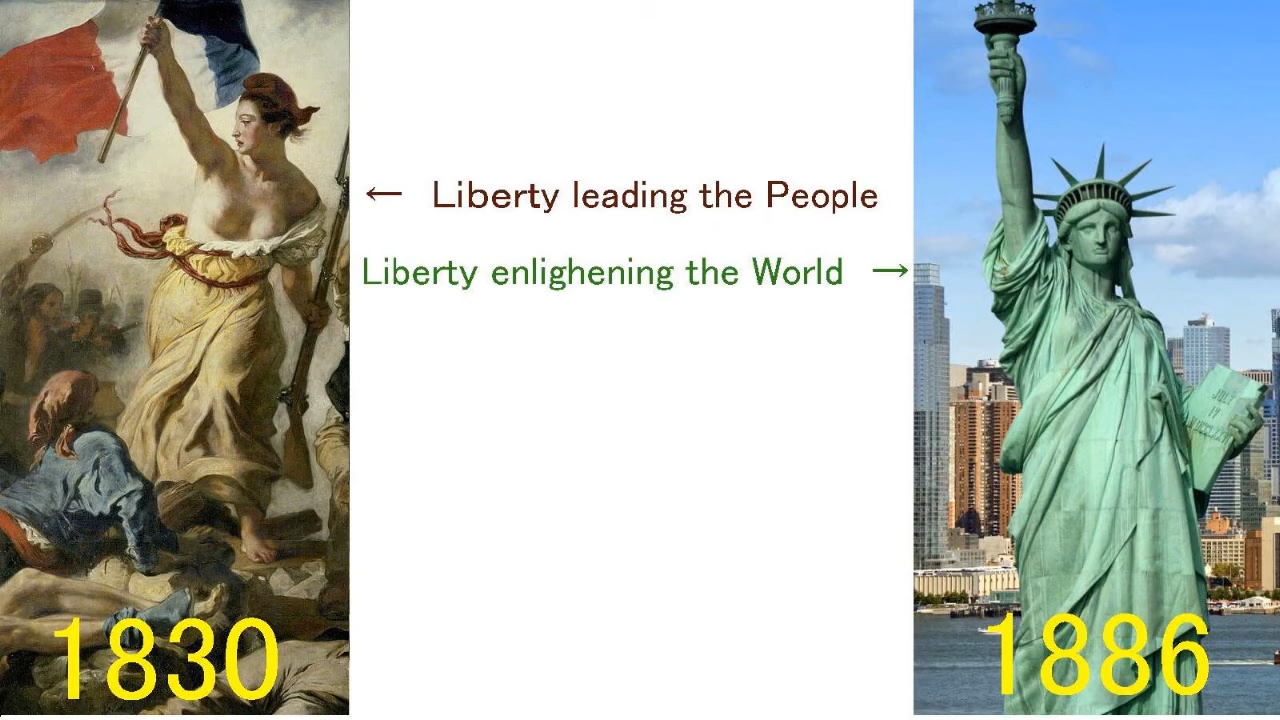 ← Liberty leading the People
Liberty enlighening the World →
1830
1886